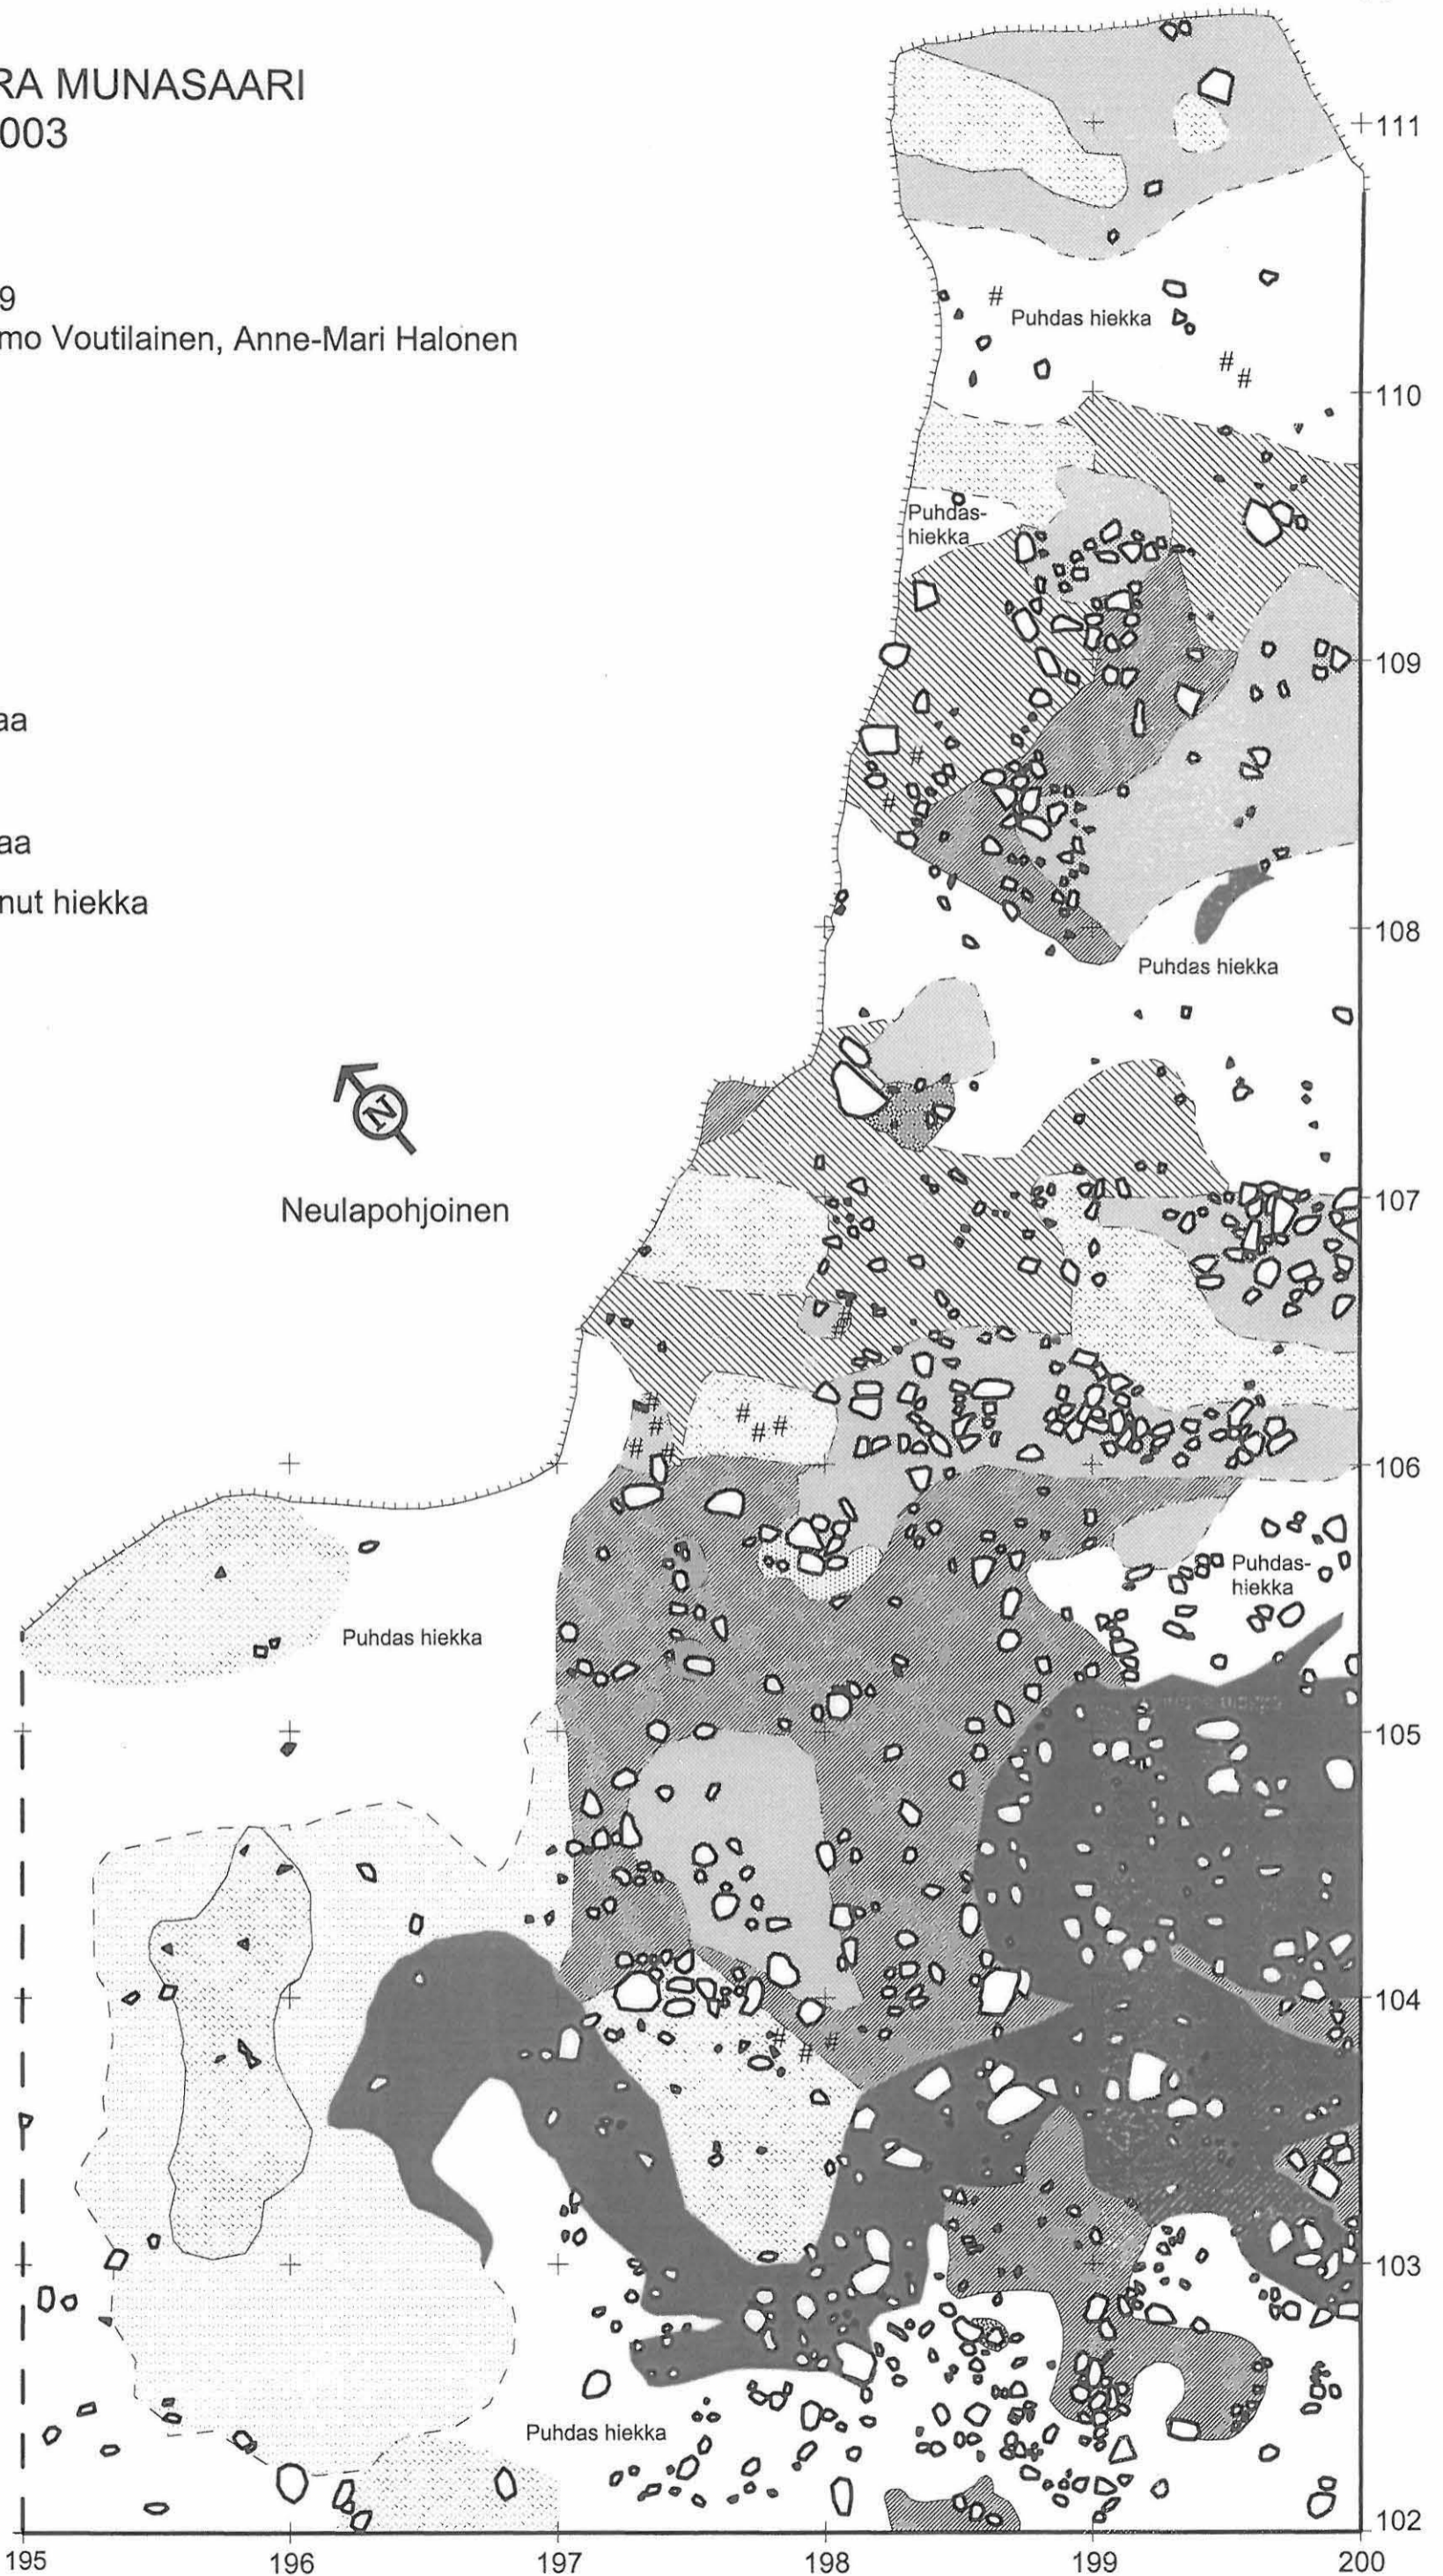 RA MUNASAARI
003
9
mo Voutilainen, Anne-Mari Halonen
aa
aa
nut hiekka
N
Neulapohjoinen
Puhdas hiekka
Puhdas-
hiekka
Puhdas hiekka
Puhdas-
hiekka
Puhdas hiekka
Puhdas hiekka
111
110
109
108
107
106
105
104
103
102
195 196 197 198 199 200